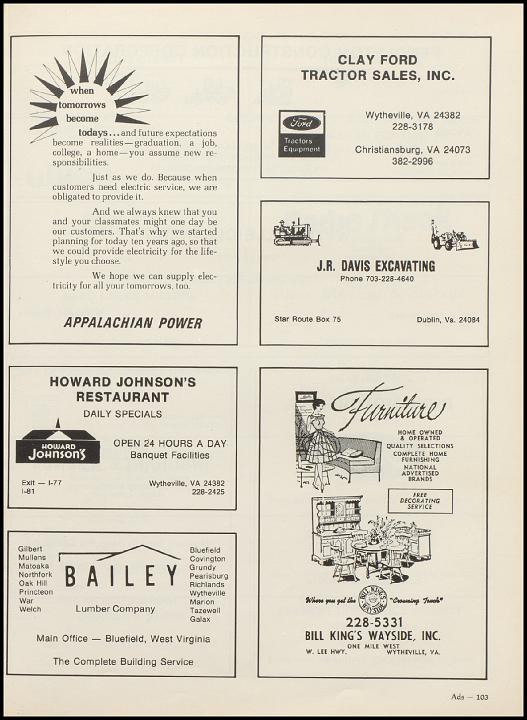 when
tomorrows
become
todays...and future expectations
become realities—graduation, a job,
college, a home—you assume new re-
sponsibilities.
Just as we do. Because when
customers need electric service, we are
obligated to provide it.
And we always knew that you
and your classmates might one day be
our customers. That's why we started
planning for today ten years ago, so that
we could provide electricity for the life-
style you choose.
We hope we can supply elec-
tricity for all your tomorrows, too.
APPALACHIAN POWER
CLAY FORD
TRACTOR SALES, INC.
Ford
Tractors
Equipment
Wytheville, VA 24382
228-3178
Christiansburg, VA 24073
382-2996
J.R. DAVIS EXCAVATING
Phone 703-228-4640
Star Route Box 75
Dublin, Va. 24084
HOWARD JOHNSON'S
RESTAURANT
DAILY SPECIALS
HOWARD
JOHNSON'S
OPEN 24 HOURS A DAY
Banquet Facilities
Exit — I-77
I-81
Wytheville, VA 24382
228-2425
Gilbert
Mullens
Matoaka
Northfork
Oak Hill
Princeton
War
Welch
BAILEY
Lumber Company
Bluefield
Covington
Grundy
Pearisburg
Richlands
Wytheville
Marion
Tazewell
Galax
Main Office — Bluefield, West Virginia
The Complete Building Service
Furniture
HOME OWNED
& OPERATED
QUALITY SELECTIONS
COMPLETE HOME
FURNISHING
NATIONAL
ADVERTISED
BRANDS
FREE
DECORATING
SERVICE
Where you get the
BILL KING'S
WAYSIDE
"Crowning Touch"
228-5331
BILL KING'S WAYSIDE, INC.
ONE MILE WEST
W. LEE HWY. WYTHEVILLE, VA.
Ads — 103